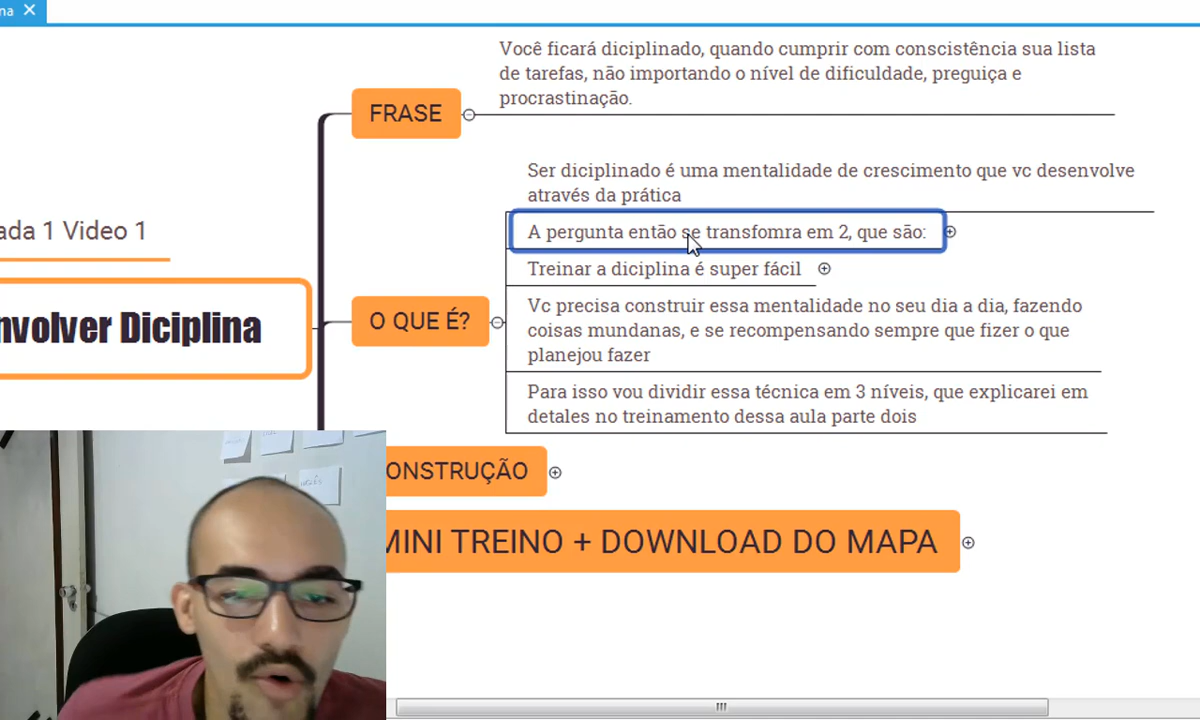 na ×
FRASE
Você ficará diciplinado, quando cumprir com conscistência sua lista
de tarefas, não importando o nível de dificuldade, preguiça e
procrastinação.
ada 1 Video 1
nvolver Diciplina
O QUE É?
Ser diciplinado é uma mentalidade de crescimento que vc desenvolve
através da prática
A pergunta então se transfomra em 2, que são:
Treinar a diciplina é super fácil
Vc precisa construir essa mentalidade no seu dia a dia, fazendo
coisas mundanas, e se recompensando sempre que fizer o que
planejou fazer
Para isso vou dividir essa técnica em 3 níveis, que explicarei em
detales no treinamento dessa aula parte dois
ONSTRUÇÃO
MINI TREINO + DOWNLOAD DO MAPA